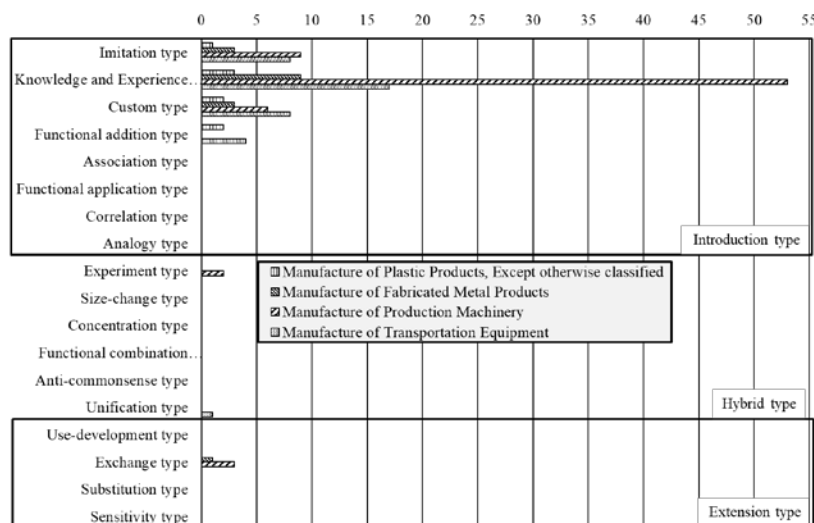 0 5 10 15 20 25 30 35 40 45 50 55
Imitation type
Knowledge and Experience…
Custom type
Functional addition type
Association type
Functional application type
Correlation type
Analogy type
Introduction type
Experiment type
Manufacture of Plastic Products, Except otherwise classified
Size-change type
Manufacture of Fabricated Metal Products
Concentration type
Manufacture of Production Machinery
Manufacture of Transportation Equipment
Functional combination…
Anti-commonsense type
Unification type
Hybrid type
Use-development type
Exchange type
Substitution type
Sensitivity type
Extension type